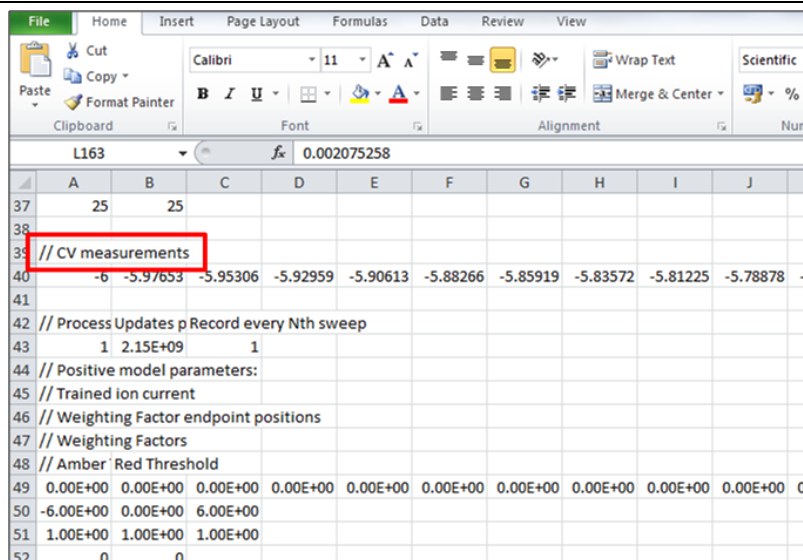 File Home Insert Page Layout Formulas Data Review View
Cut
Copy
Paste
Format Painter
Calibri 11 A A
Wrap Text
Scientific
B I U A
Merge & Center
%
Clipboard Font Alignment
L163 fx 0.002075258
A B C D E F G H I J
37 25 25
38
39 // CV measurements
40 -6 -5.97653 -5.95306 -5.92959 -5.90613 -5.88266 -5.85919 -5.83572 -5.81225 -5.78878
41
42 // Process Updates p Record every Nth sweep
43 1 2.15E+09 1
44 // Positive model parameters:
45 // Trained ion current
46 // Weighting Factor endpoint positions
47 // Weighting Factors
48 // Amber Red Threshold
49 0.00E+00 0.00E+00 0.00E+00 0.00E+00 0.00E+00 0.00E+00 0.00E+00 0.00E+00 0.00E+00 0.00E+00
50 -6.00E+00 0.00E+00 6.00E+00
51 1.00E+00 1.00E+00 1.00E+00
52 0 0